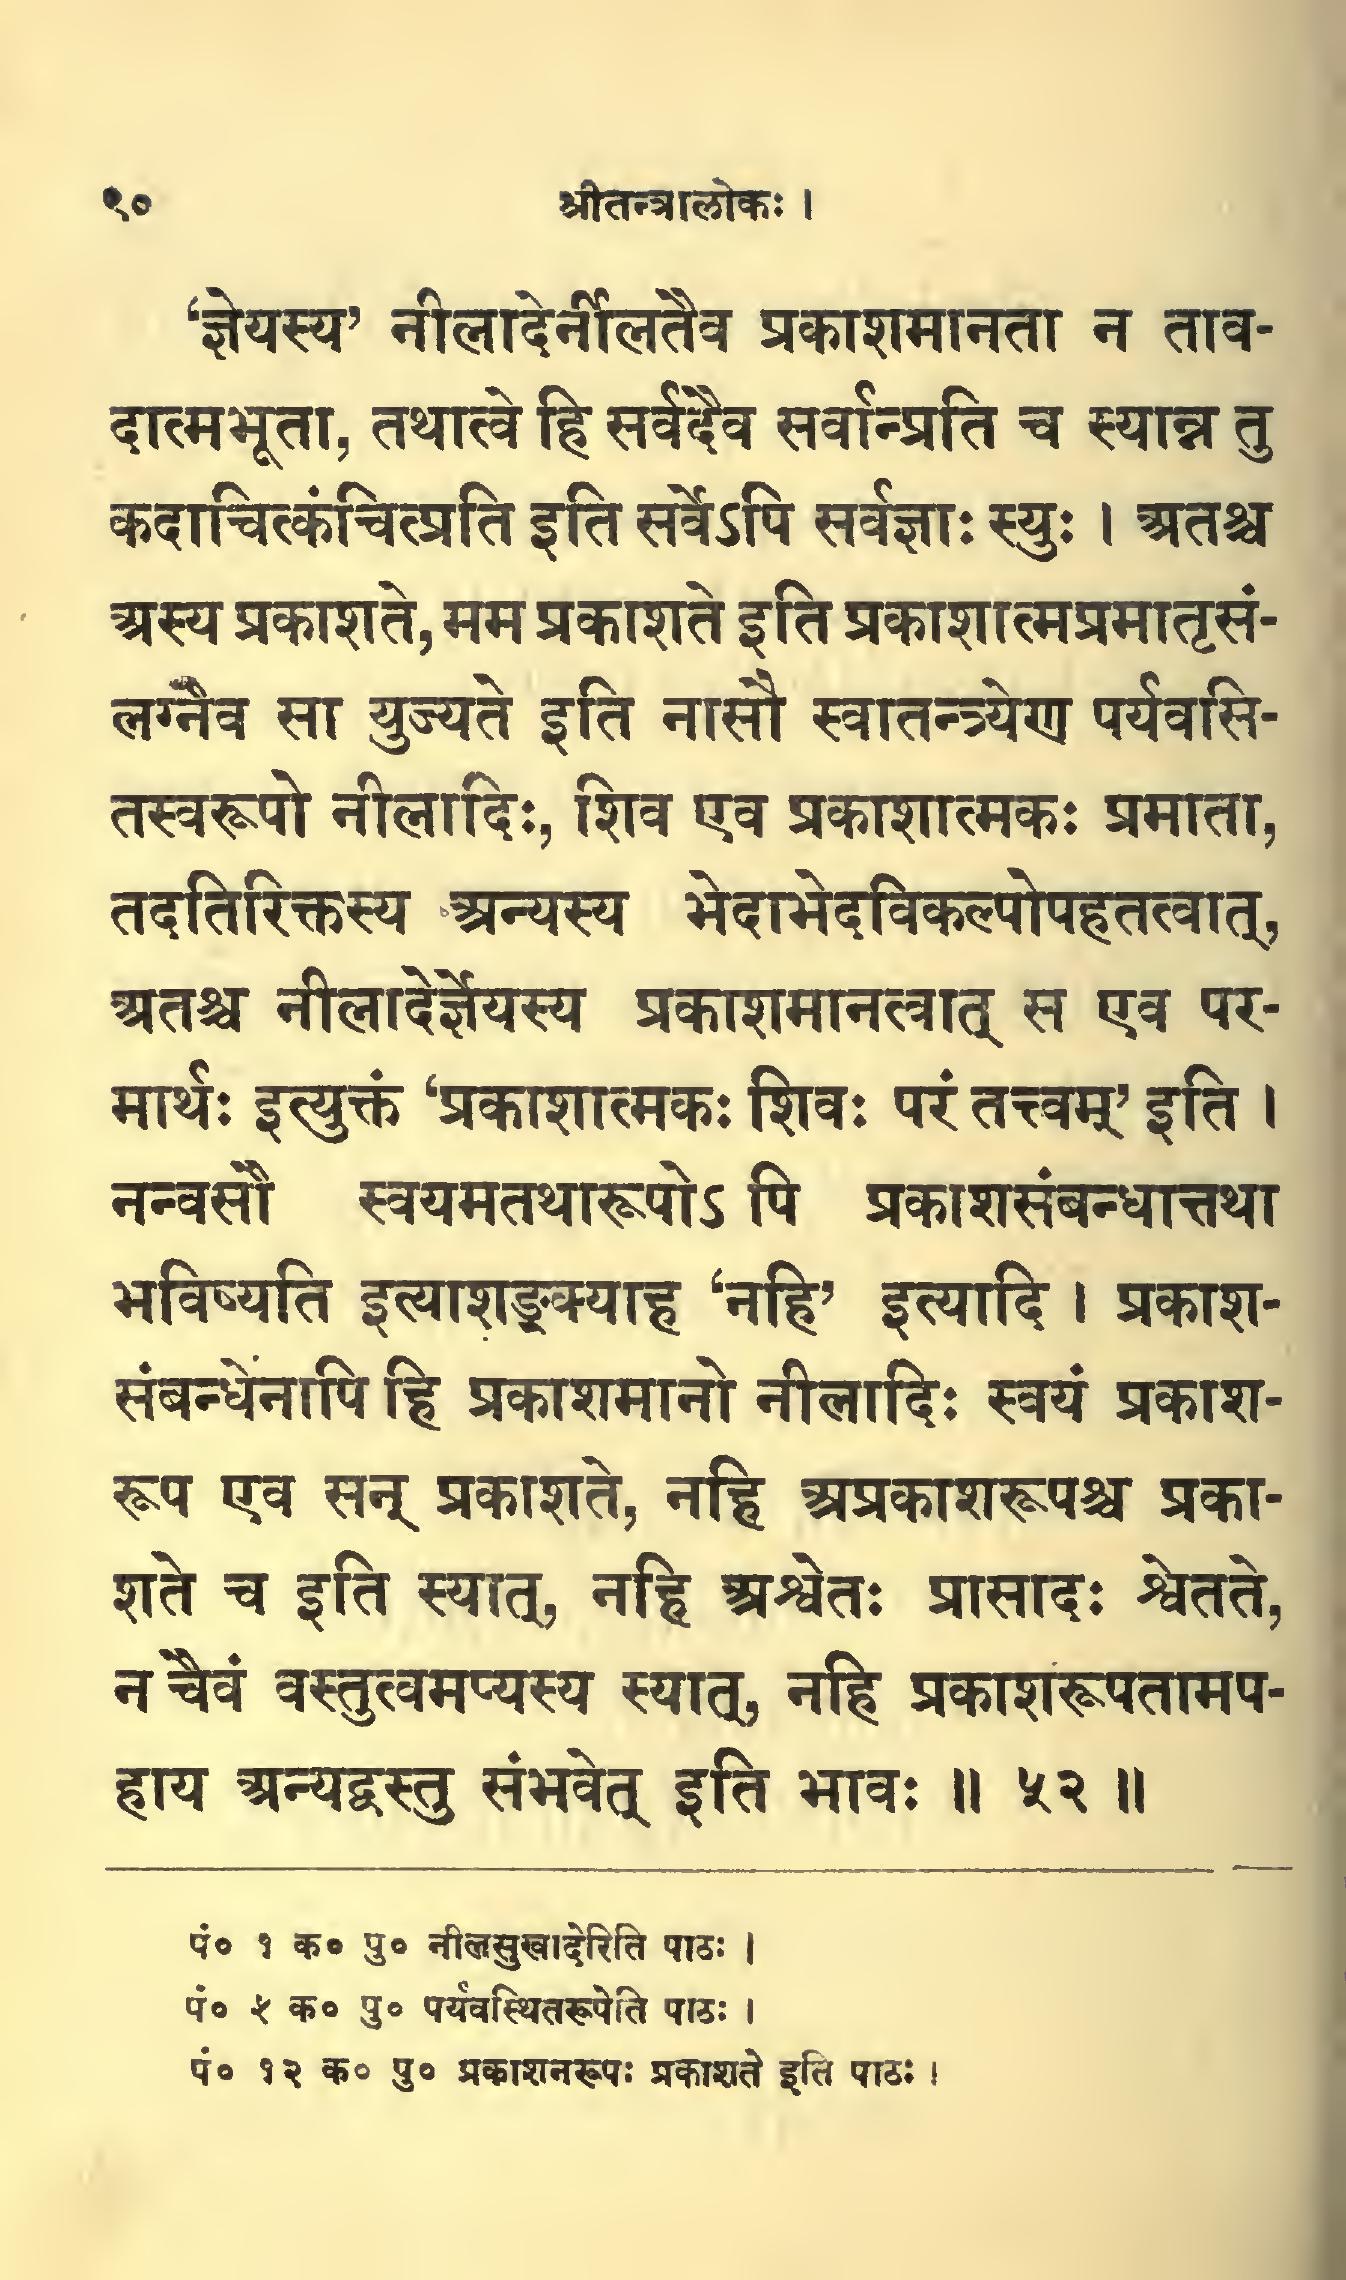 ९० श्रीतन्त्रालोकः ।
‘ज्ञेयस्य’ नीलादेर्नीलतैव प्रकाशमानता न ताव-
दात्मभूता, तथात्वे हि सर्वदैव सर्वान्प्रति च स्यान्न तु
कदाचित्कंचित्प्रति इति सर्वेऽपि सर्वज्ञाः स्युः । अतश्च
अस्य प्रकाशते, मम प्रकाशते इति प्रकाशात्मप्रमातृसं-
लग्नैव सा युज्यते इति नासौ स्वातन्त्र्येण पर्यवसि-
तस्वरूपो नीलादिः, शिव एव प्रकाशात्मकः प्रमाता,
तदतिरिक्तस्य अन्यस्य भेदाभेदविकल्पोपहतत्वात्,
अतश्च नीलादेर्ज्ञेयस्य प्रकाशमानत्वात् स एव पर-
मार्थः इत्युक्तं ‘प्रकाशात्मकः शिवः परं तत्त्वम्’ इति ।
नन्वसौ स्वयमतथारूपोऽपि प्रकाशसंबन्धात्तथा
भविष्यति इत्याशङ्क्याह ‘नहि’ इत्यादि । प्रकाश-
संबन्धेनापि हि प्रकाशमानो नीलादिः स्वयं प्रकाश-
रूप एव सन् प्रकाशते, नहि अप्रकाशरूपश्च प्रका-
शते च इति स्यात्, नहि अश्वेतः प्रासादः श्वेतते,
न चैवं वस्तुत्वमप्यस्य स्यात्, नहि प्रकाशरूपतामप-
हाय अन्यद्वस्तु संभवेत् इति भावः ॥ ५२ ॥
पं० १ क० पु० नीलसुखादेरिति पाठः ।
पं० ५ क० पु० पर्यवस्थितरूपेति पाठः ।
पं० १२ क० पु० प्रकाशनरूपः प्रकाशते इति पाठः ।